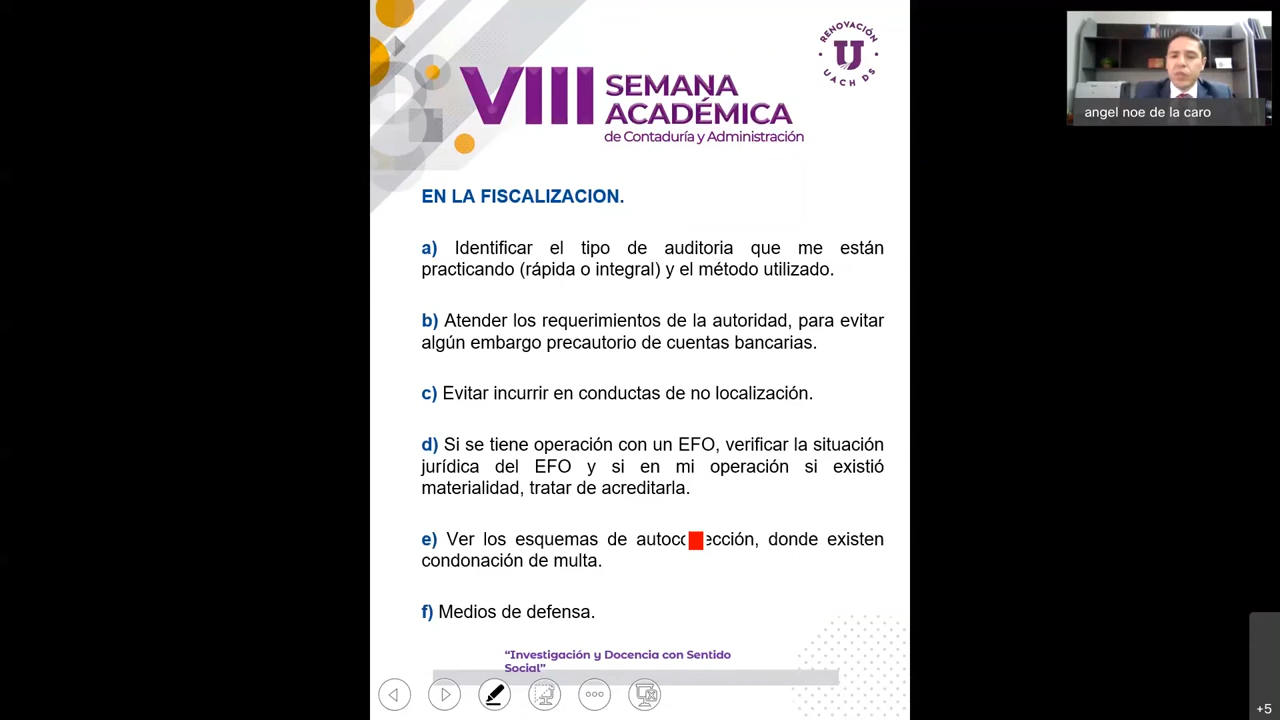 RENOVACIÓN
U
UACH DS
VIII SEMANA
ACADÉMICA
de Contaduría y Administración
angel noe de la caro
EN LA FISCALIZACION.
a) Identificar el tipo de auditoria que me están
practicando (rápida o integral) y el método utilizado.
b) Atender los requerimientos de la autoridad, para evitar
algún embargo precautorio de cuentas bancarias.
c) Evitar incurrir en conductas de no localización.
d) Si se tiene operación con un EFO, verificar la situación
jurídica del EFO y si en mi operación si existió
materialidad, tratar de acreditarla.
e) Ver los esquemas de donde existen
condonación de multa.
f) Medios de defensa.
“Investigación y Docencia con Sentido
Social”
+5